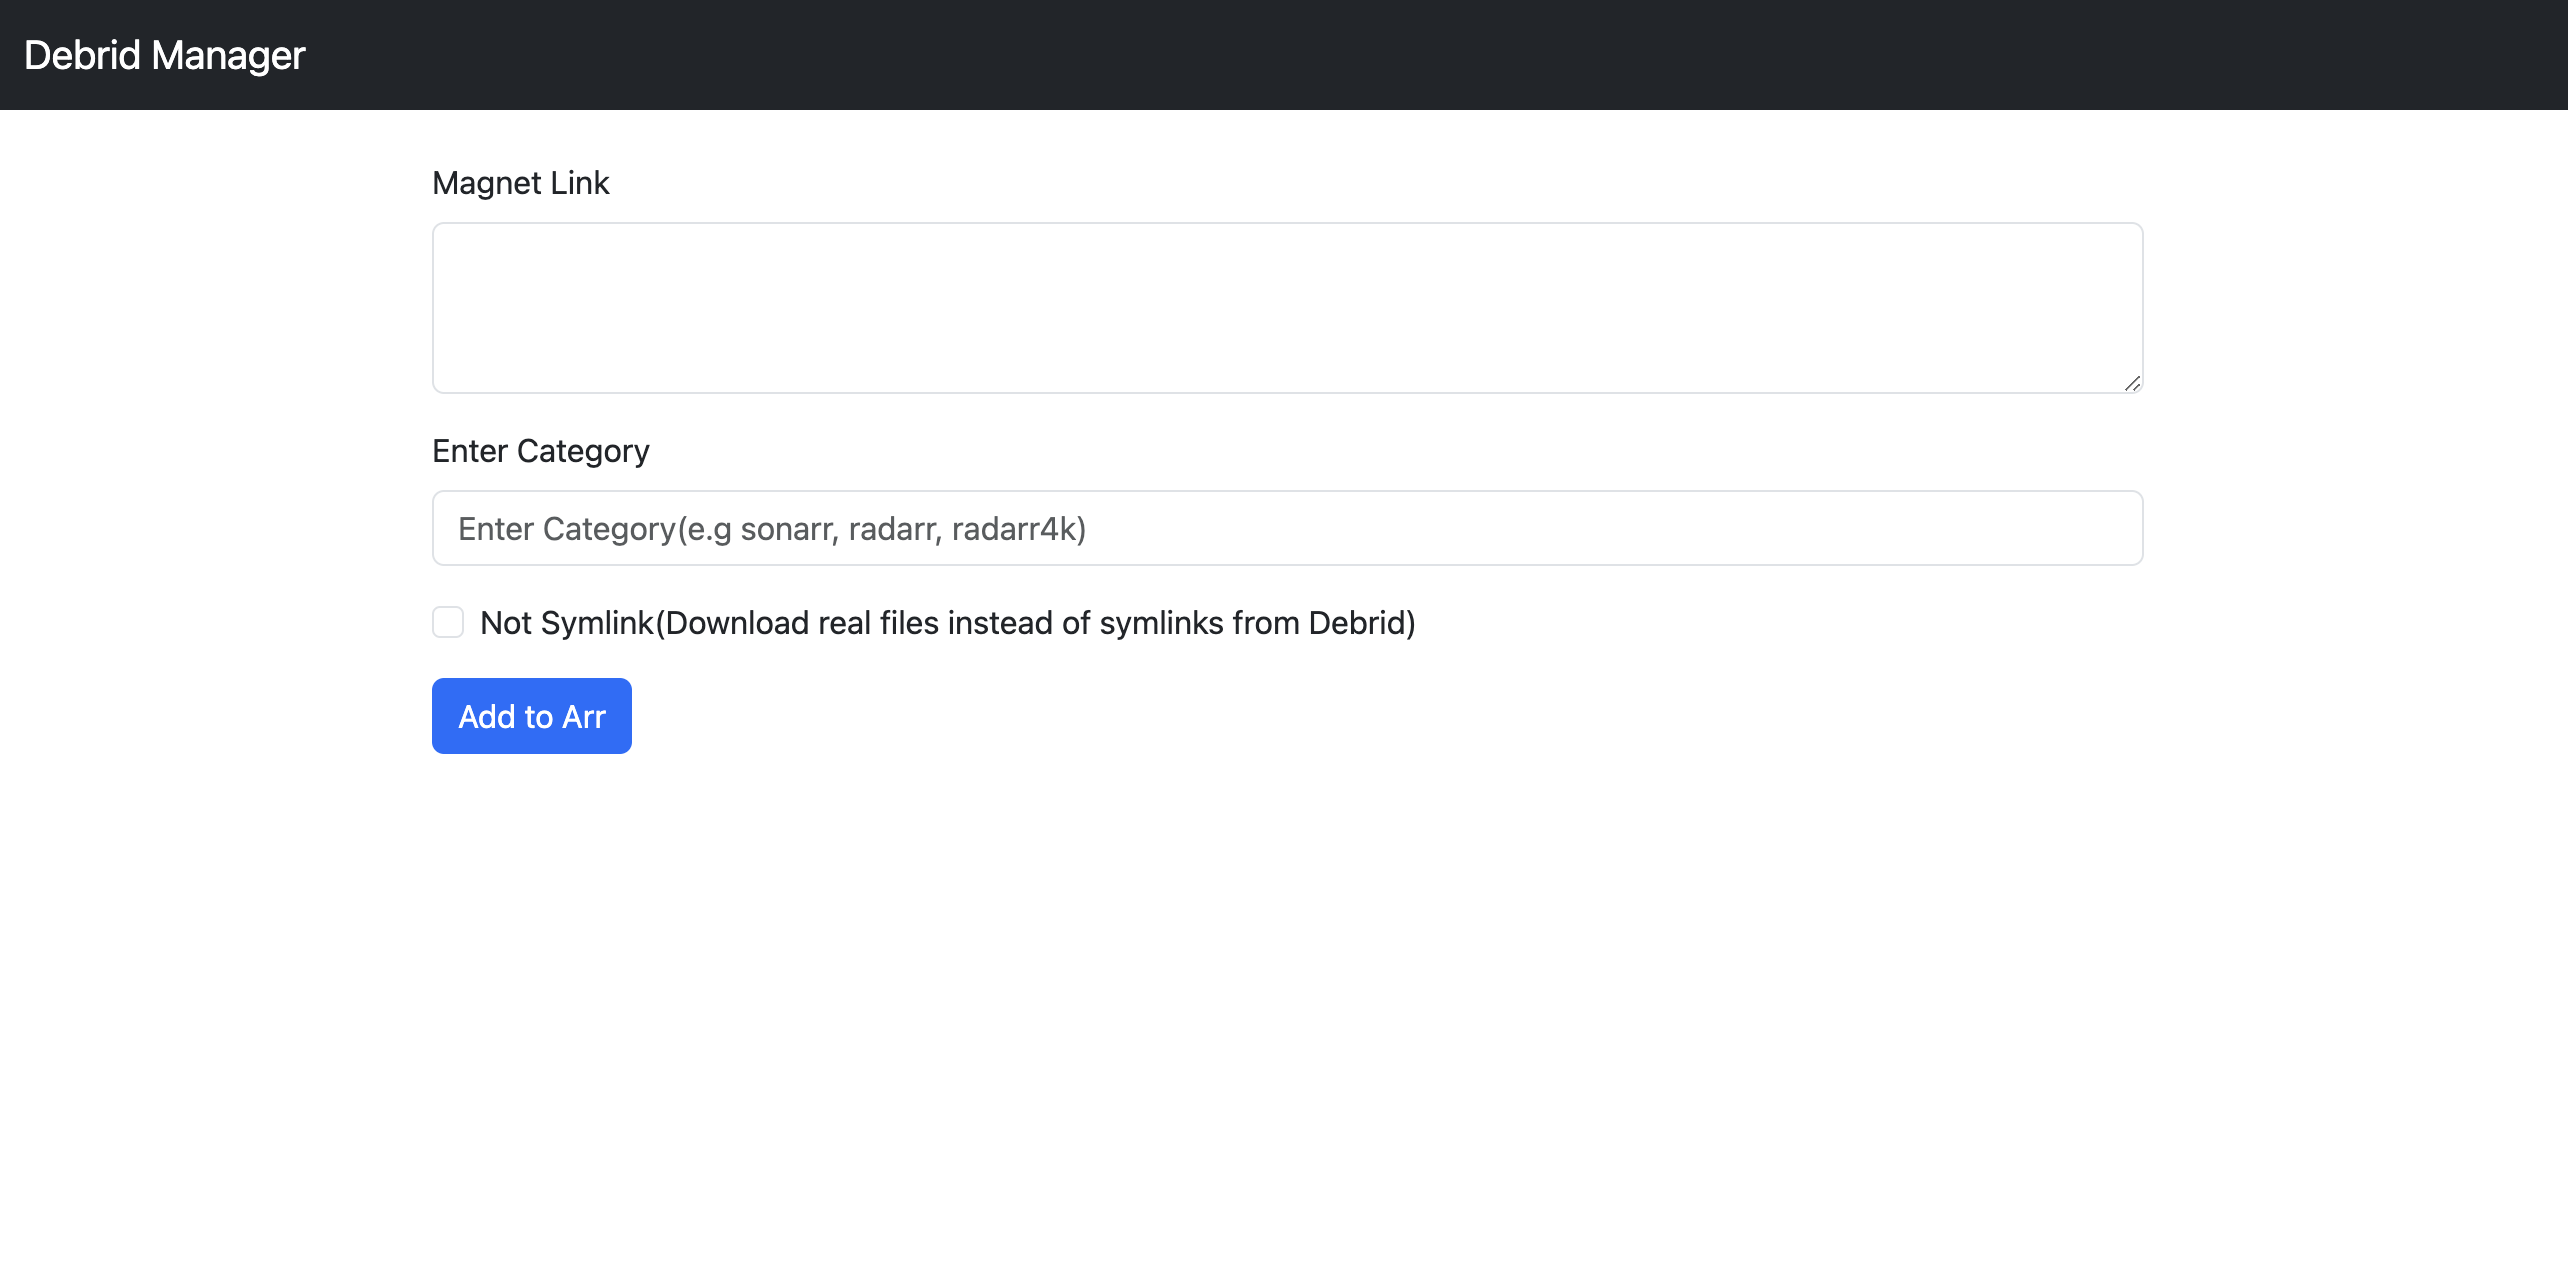 Debrid Manager
Magnet Link
Enter Category
Enter Category(e.g sonarr, radarr, radarr4k)
Not Symlink(Download real files instead of symlinks from Debrid)
Add to Arr